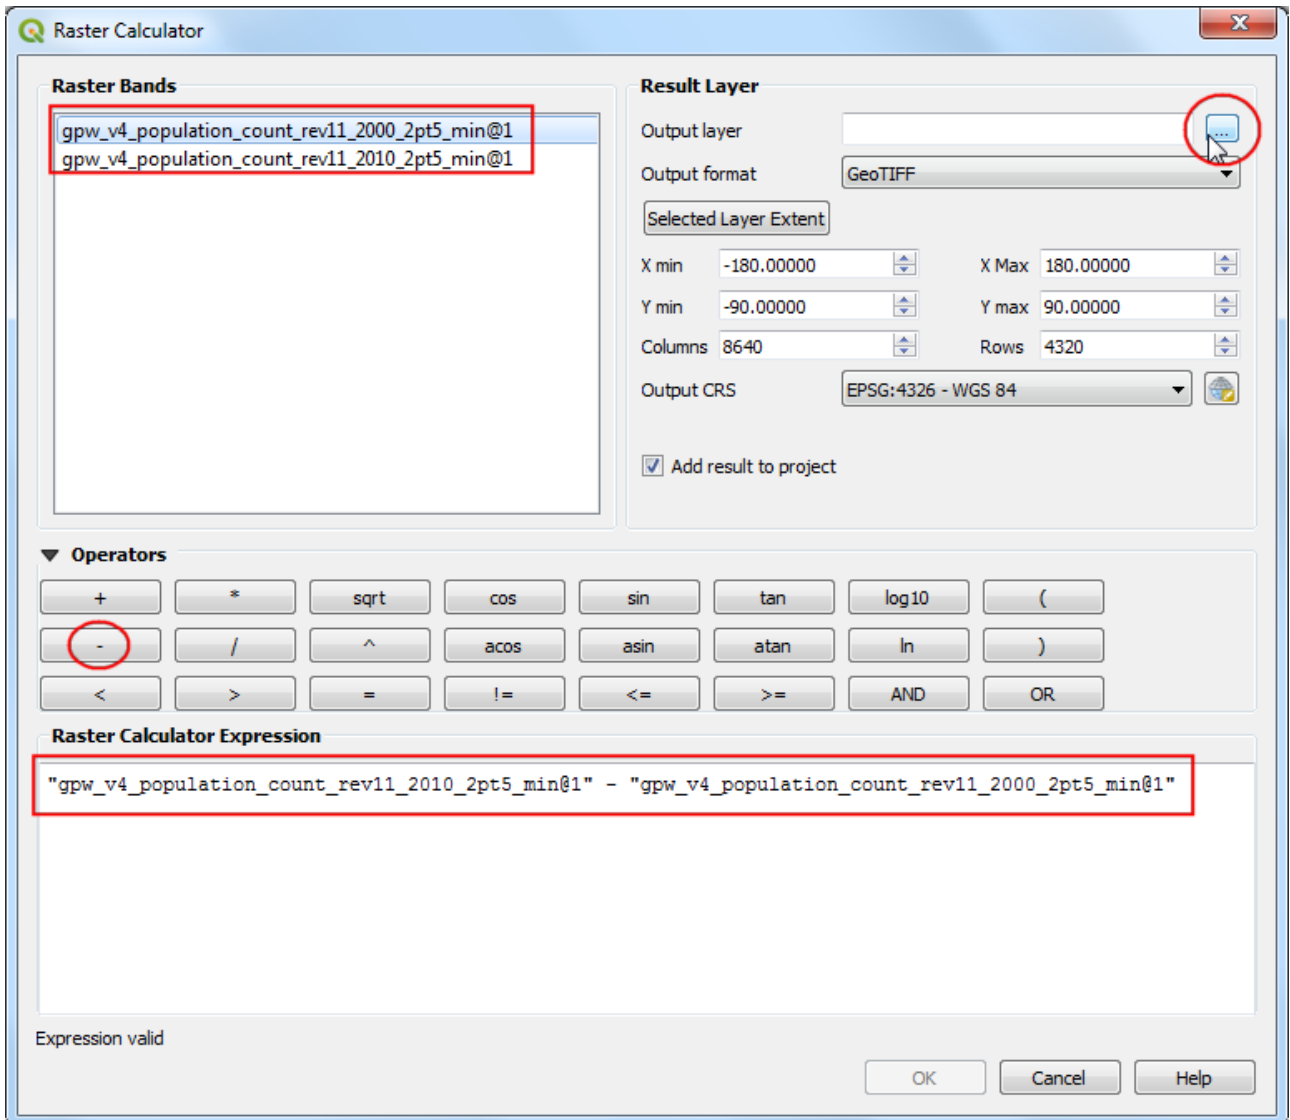 Raster Calculator
Raster Bands
gpw_v4_population_count_rev11_2000_2pt5_min@1
gpw_v4_population_count_rev11_2010_2pt5_min@1
Result Layer
Output layer
...
Output format GeoTIFF
Selected Layer Extent
X min -180.00000 X Max 180.00000
Y min -90.00000 Y max 90.00000
Columns 8640 Rows 4320
Output CRS EPSG:4326 - WGS 84
Add result to project
Operators
+ * sqrt cos sin tan log10 (
- / ^ acos asin atan ln )
< > = != <= >= AND OR
Raster Calculator Expression
"gpw_v4_population_count_rev11_2010_2pt5_min@1" - "gpw_v4_population_count_rev11_2000_2pt5_min@1"
Expression valid
OK Cancel Help